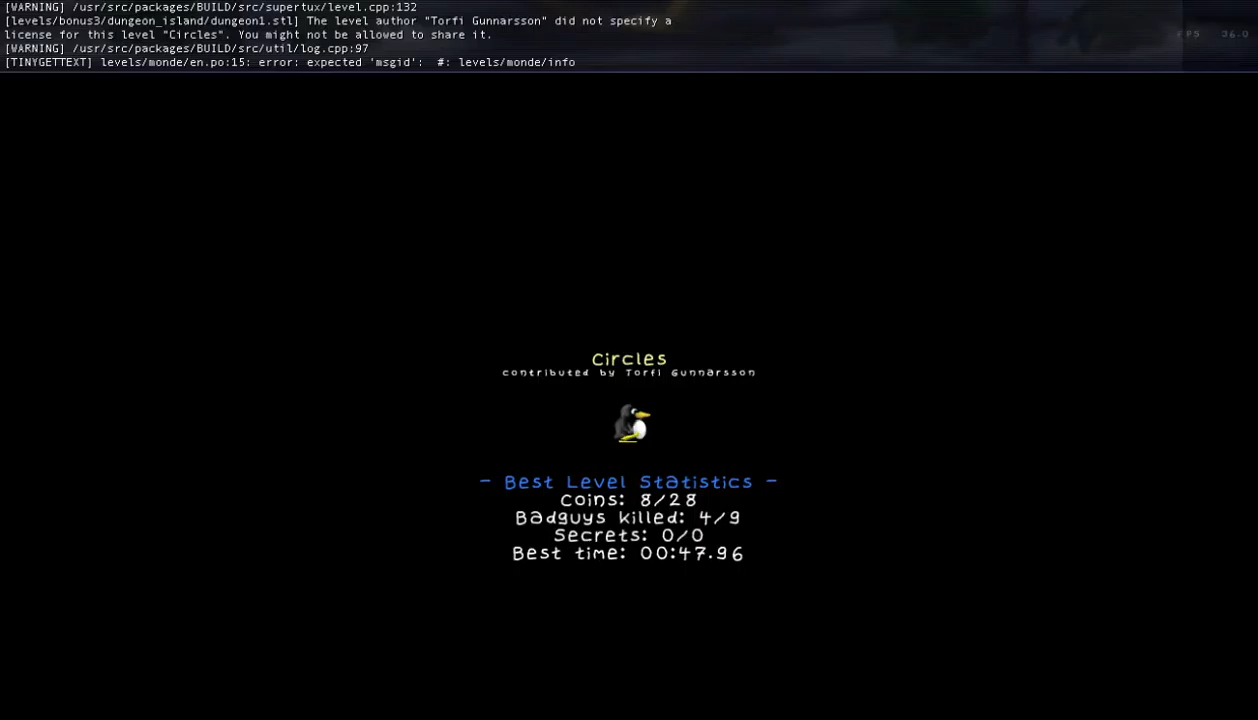 [WARNING] /usr/src/packages/BUILD/src/supertux/level.cpp:132
[levels/bonus3/dungeon_island/dungeon1.stl] The level author "Torfi Gunnarsson" did not specify a
license for this level "Circles". You might not be allowed to share it.
FPS 36.0
[WARNING] /usr/src/packages/BUILD/src/util/log.cpp:97
[TINYGETTEXT] levels/monde/en.po:15: error: expected 'msgid':  #: levels/monde/info
Circles
contributed by Torfi Gunnarsson
- Best Level Statistics -
Coins: 8/28
Badguys killed: 4/9
Secrets: 0/0
Best time: 00:47.96